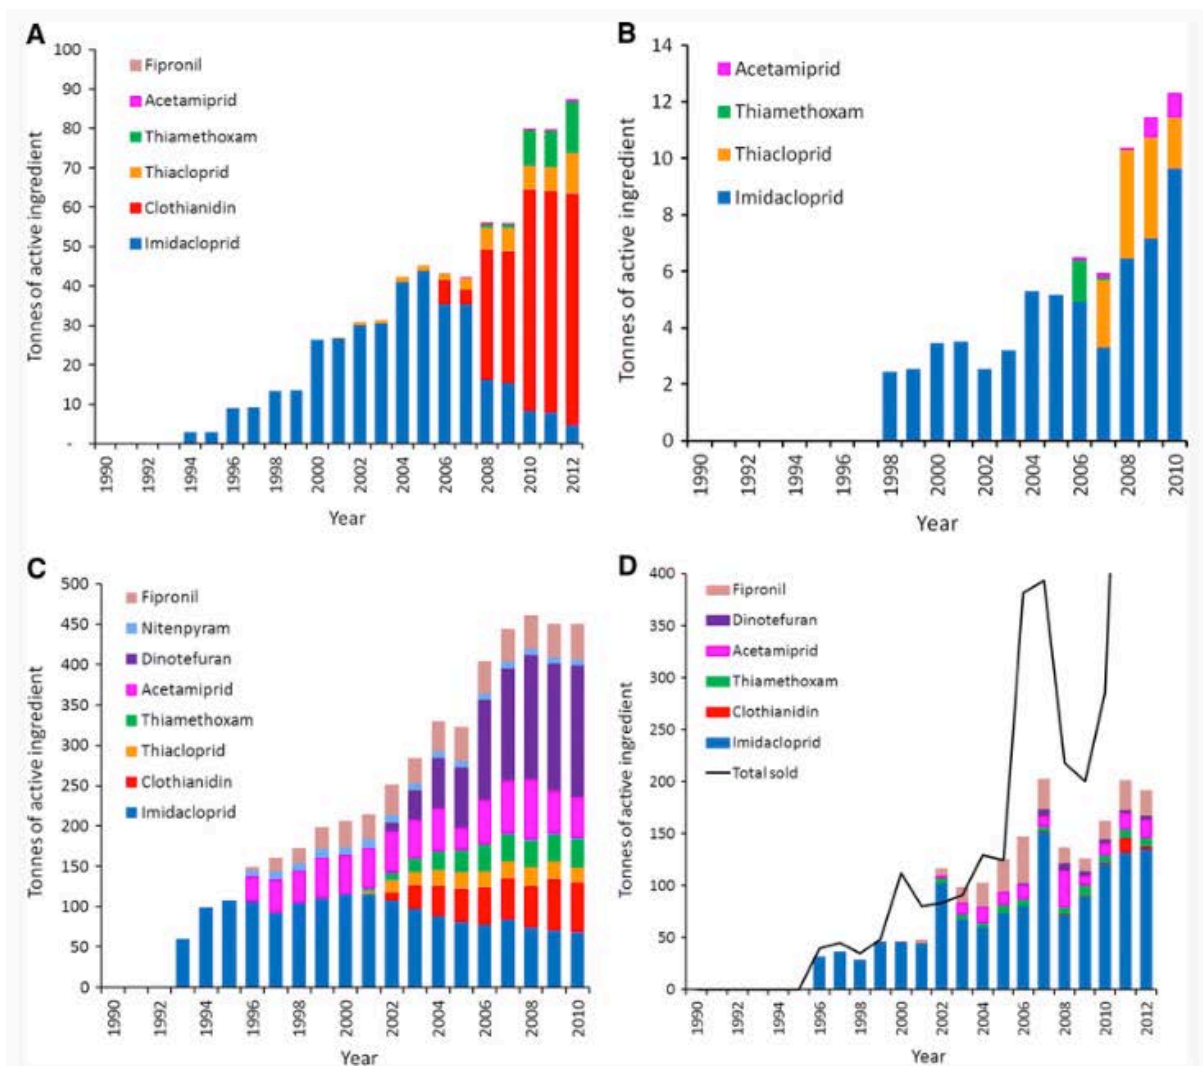 A
Tonnes of active ingredient
100
90
80
70
60
50
40
30
20
10
-
Fipronil
Acetamiprid
Thiamethoxam
Thiacloprid
Clothianidin
Imidacloprid
1990
1992
1994
1996
1998
2000
2002
2004
2006
2008
2010
2012
Year
B
Tonnes of active ingredient
14
12
10
8
6
4
2
0
Acetamiprid
Thiamethoxam
Thiacloprid
Imidacloprid
1990
1992
1994
1996
1998
2000
2002
2004
2006
2008
2010
Year
C
Tonnes of active ingredient
500
450
400
350
300
250
200
150
100
50
0
Fipronil
Nitenpyram
Dinotefuran
Acetamiprid
Thiamethoxam
Thiacloprid
Clothianidin
Imidacloprid
1990
1992
1994
1996
1998
2000
2002
2004
2006
2008
2010
Year
D
Tonnes of active ingredient
400
350
300
250
200
150
100
50
0
Fipronil
Dinotefuran
Acetamiprid
Thiamethoxam
Clothianidin
Imidacloprid
Total sold
1990
1992
1994
1996
1998
2000
2002
2004
2006
2008
2010
2012
Year